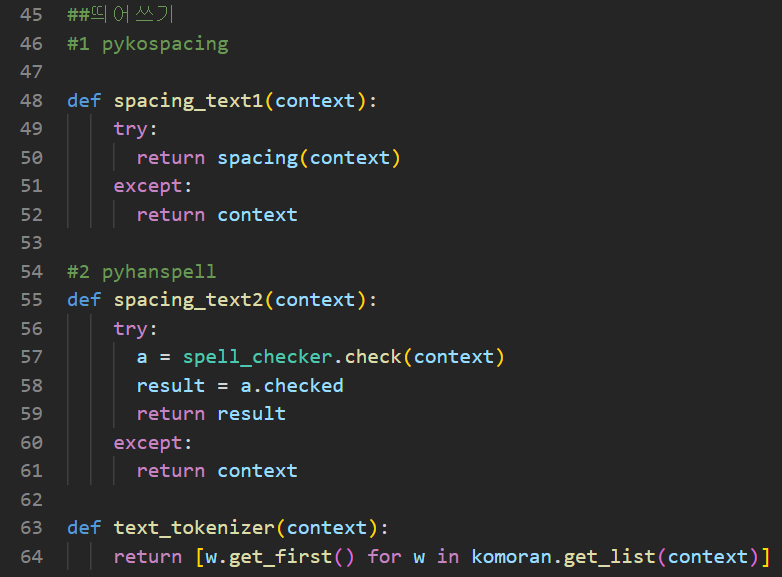 45 ##띄어쓰기
46 #1 pykospacing
47
48 def spacing_text1(context):
49 try:
50 return spacing(context)
51 except:
52 return context
53
54 #2 pyhanspell
55 def spacing_text2(context):
56 try:
57 a = spell_checker.check(context)
58 result = a.checked
59 return result
60 except:
61 return context
62
63 def text_tokenizer(context):
64 return [w.get_first() for w in komoran.get_list(context)]